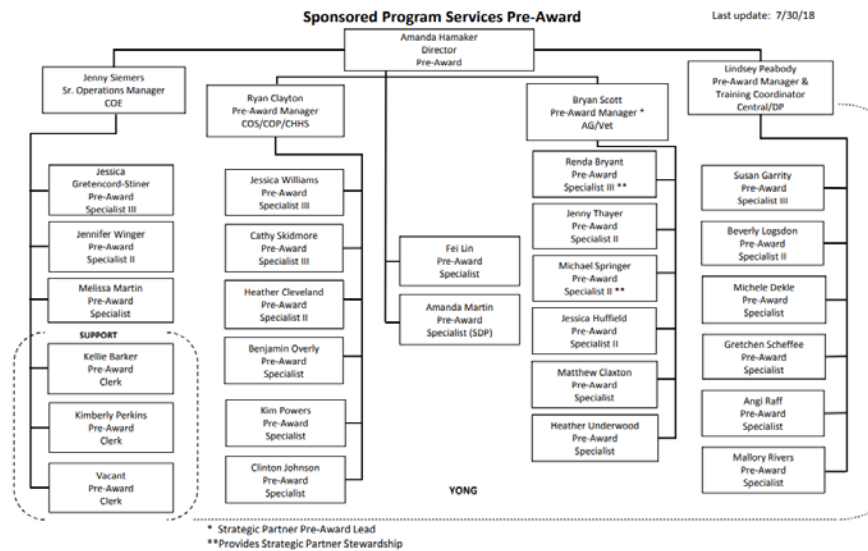 Sponsored Program Services Pre-Award
Last update: 7/30/18
Amanda Hamaker
Director
Pre-Award
Jenny Siemers
Sr. Operations Manager
COE
Ryan Clayton
Pre-Award Manager
COS/COP/CHHS
Bryan Scott
Pre-Award Manager *
AG/Vet
Lindsey Peabody
Pre-Award Manager &
Training Coordinator
Central/DP
Jessica
Gretencord-Stiner
Pre-Award
Specialist III
Jennifer Winger
Pre-Award
Specialist II
Melissa Martin
Pre-Award
Specialist
SUPPORT
Kellie Barker
Pre-Award
Clerk
Kimberly Perkins
Pre-Award
Clerk
Vacant
Pre-Award
Clerk
Jessica Williams
Pre-Award
Specialist III
Cathy Skidmore
Pre-Award
Specialist III
Heather Cleveland
Pre-Award
Specialist II
Benjamin Overly
Pre-Award
Specialist
Kim Powers
Pre-Award
Specialist
Clinton Johnson
Pre-Award
Specialist
Fei Lin
Pre-Award
Specialist
Amanda Martin
Pre-Award
Specialist (SDP)
Renda Bryant
Pre-Award
Specialist III **
Jenny Thayer
Pre-Award
Specialist II
Michael Springer
Pre-Award
Specialist II **
Jessica Huffield
Pre-Award
Specialist II
Matthew Claxton
Pre-Award
Specialist
Heather Underwood
Pre-Award
Specialist
Susan Garrity
Pre-Award
Specialist III
Beverly Logsdon
Pre-Award
Specialist II
Michele Dekle
Pre-Award
Specialist
Gretchen Scheffee
Pre-Award
Specialist
Angi Raff
Pre-Award
Specialist
Mallory Rivers
Pre-Award
Specialist
YONG
* Strategic Partner Pre-Award Lead
**Provides Strategic Partner Stewardship